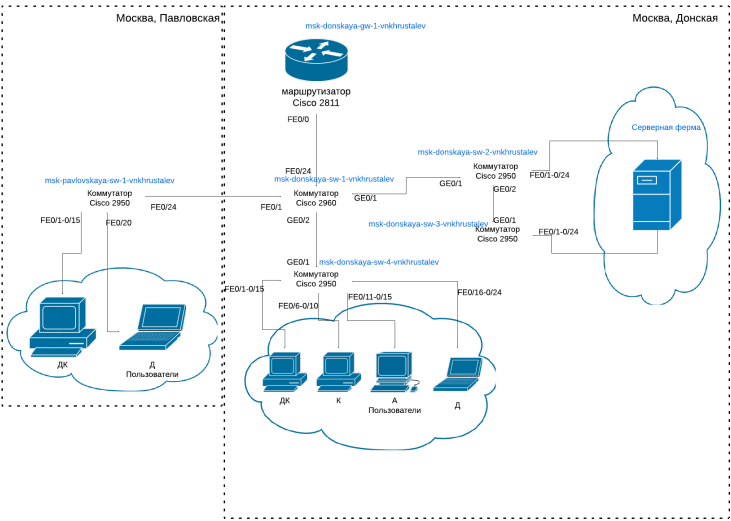 Москва, Павловская
Москва, Донская
msk-donskaya-gw-1-vnkhrustalev
маршрутизатор
Cisco 2811
FE0/0
FE0/24
msk-donskaya-sw-1-vnkhrustalev
Коммутатор
Cisco 2960
FE0/1
GE0/1
GE0/2
msk-pavlovskaya-sw-1-vnkhrustalev
Коммутатор
Cisco 2950
FE0/24
FE0/1-0/15
FE0/20
ДК
Д
Пользователи
msk-donskaya-sw-2-vnkhrustalev
Коммутатор
Cisco 2950
GE0/1
GE0/2
FE0/1-0/24
msk-donskaya-sw-3-vnkhrustalev
GE0/1
Коммутатор
Cisco 2950
FE0/1-0/24
Серверная ферма
GE0/1
msk-donskaya-sw-4-vnkhrustalev
Коммутатор
Cisco 2950
FE0/1-0/15
FE0/6-0/10
FE0/11-0/15
FE0/16-0/24
ДК
К
А
Пользователи
Д